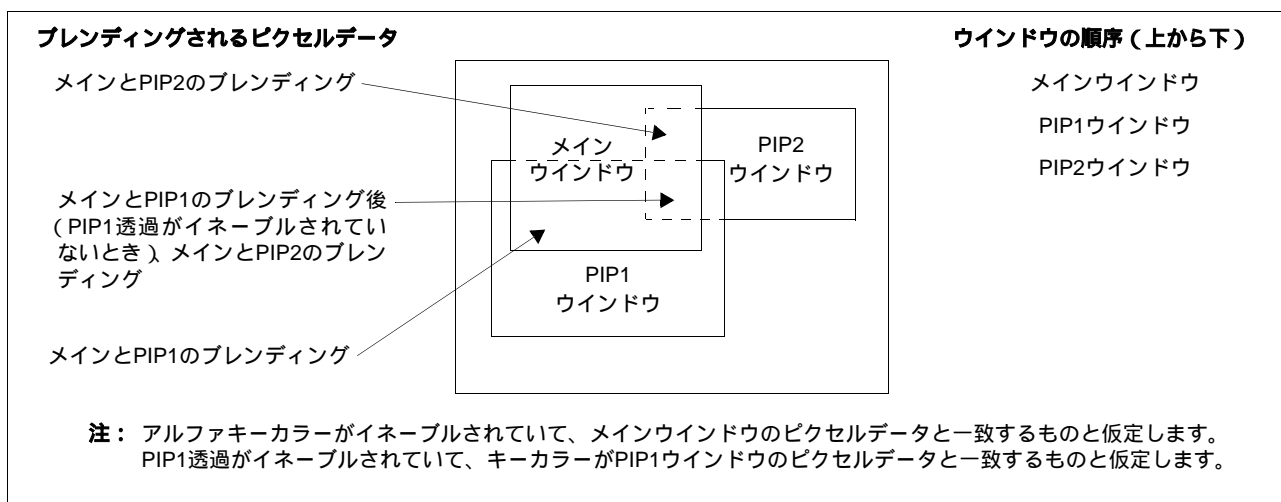 ブレンディングされるピクセルデータ
ウインドウの順序（上から下）
メインとPIP2のブレンディング
メインウインドウ
PIP1ウインドウ
PIP2ウインドウ
メイン
ウインドウ
PIP2
ウインドウ
メインとPIP1のブレンディング後
（PIP1透過がイネーブルされてい
ないとき）、メインとPIP2のブレン
ディング
PIP1
ウインドウ
メインとPIP1のブレンディング
注： アルファキーカラーがイネーブルされていて、メインウインドウのピクセルデータと一致するものと仮定します。
PIP1透過がイネーブルされていて、キーカラーがPIP1ウインドウのピクセルデータと一致するものと仮定します。